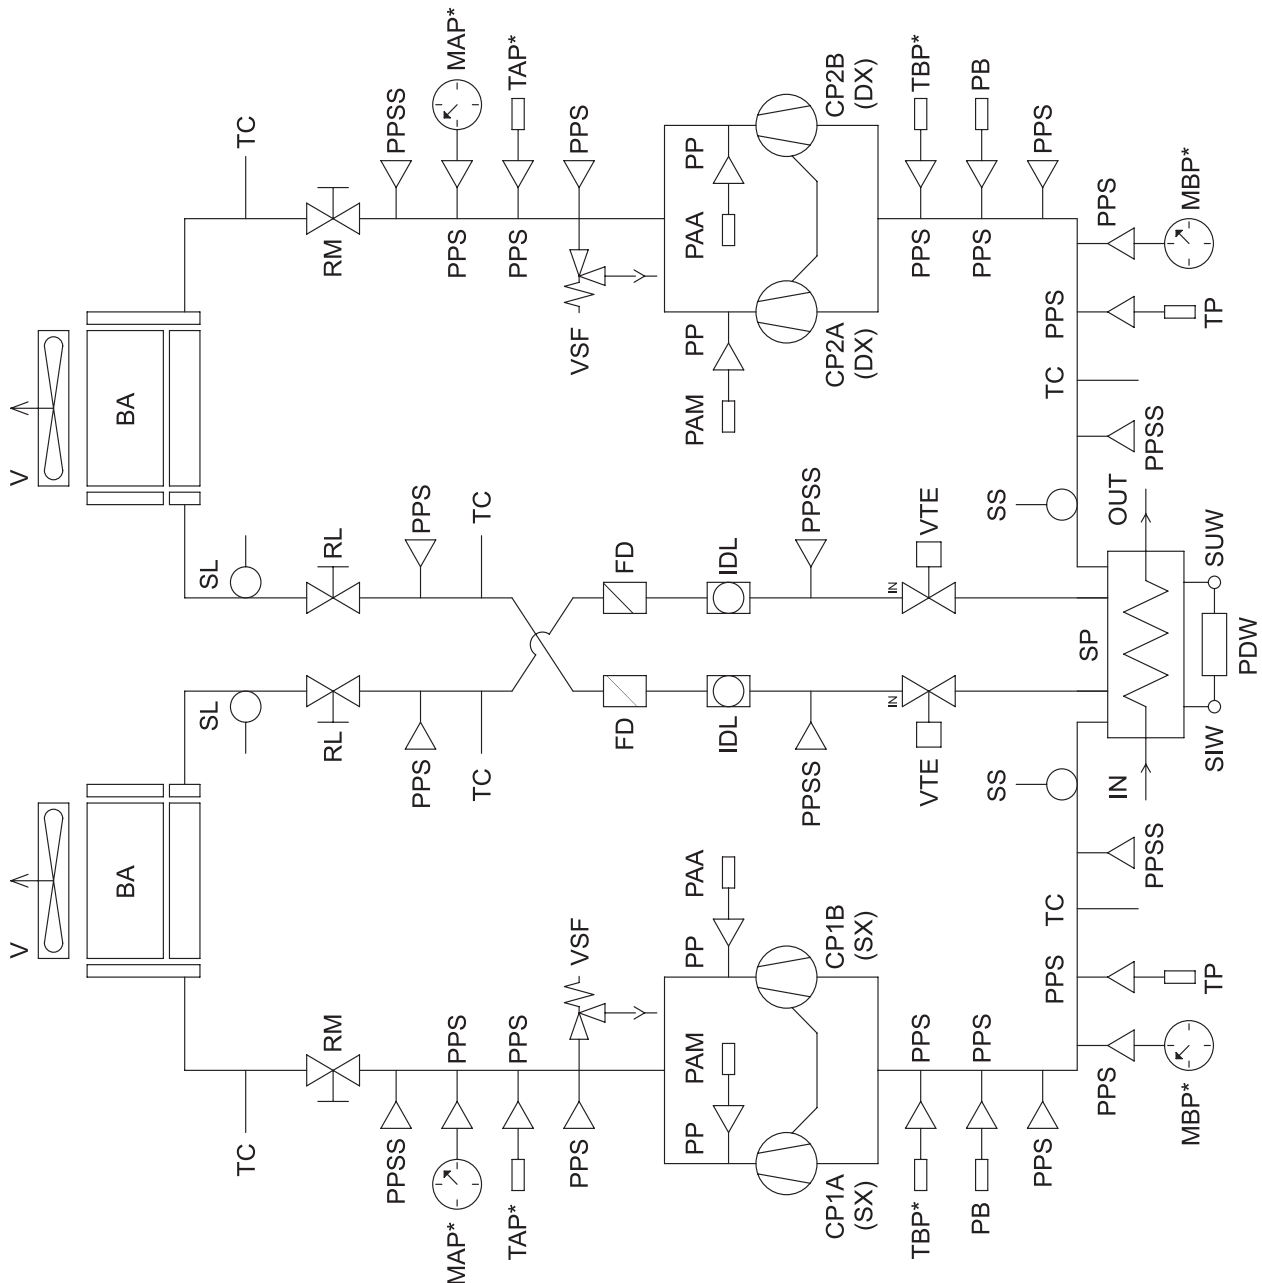 V
BA
V
BA
TC
TC
SL
SL
RM
RM
RL
RL
PPSS
PPSS
PPS
PPS
MAP*
PPS
PPS
MAP*
TC
TC
TAP*
PPS
PPS
TAP*
PPS
VSF
VSF
PPS
FD
FD
PP
PAM
PP
PAA
PAM
PP
PAA
PP
IDL
IDL
CP1A
(SX)
CP1B
(SX)
CP2A
(DX)
CP2B
(DX)
PPSS
PPSS
IN
IN
VTE
VTE
TBP*
PPS
PPS
TBP*
PB
PPS
PPS
PB
SS
SS
PPS
PPS
PPS
PPS
TC
TC
PPS
PPS
SP
MBP*
TP
PPSS
IN
OUT
PPSS
TP
MBP*
SIW
SUW
PDW